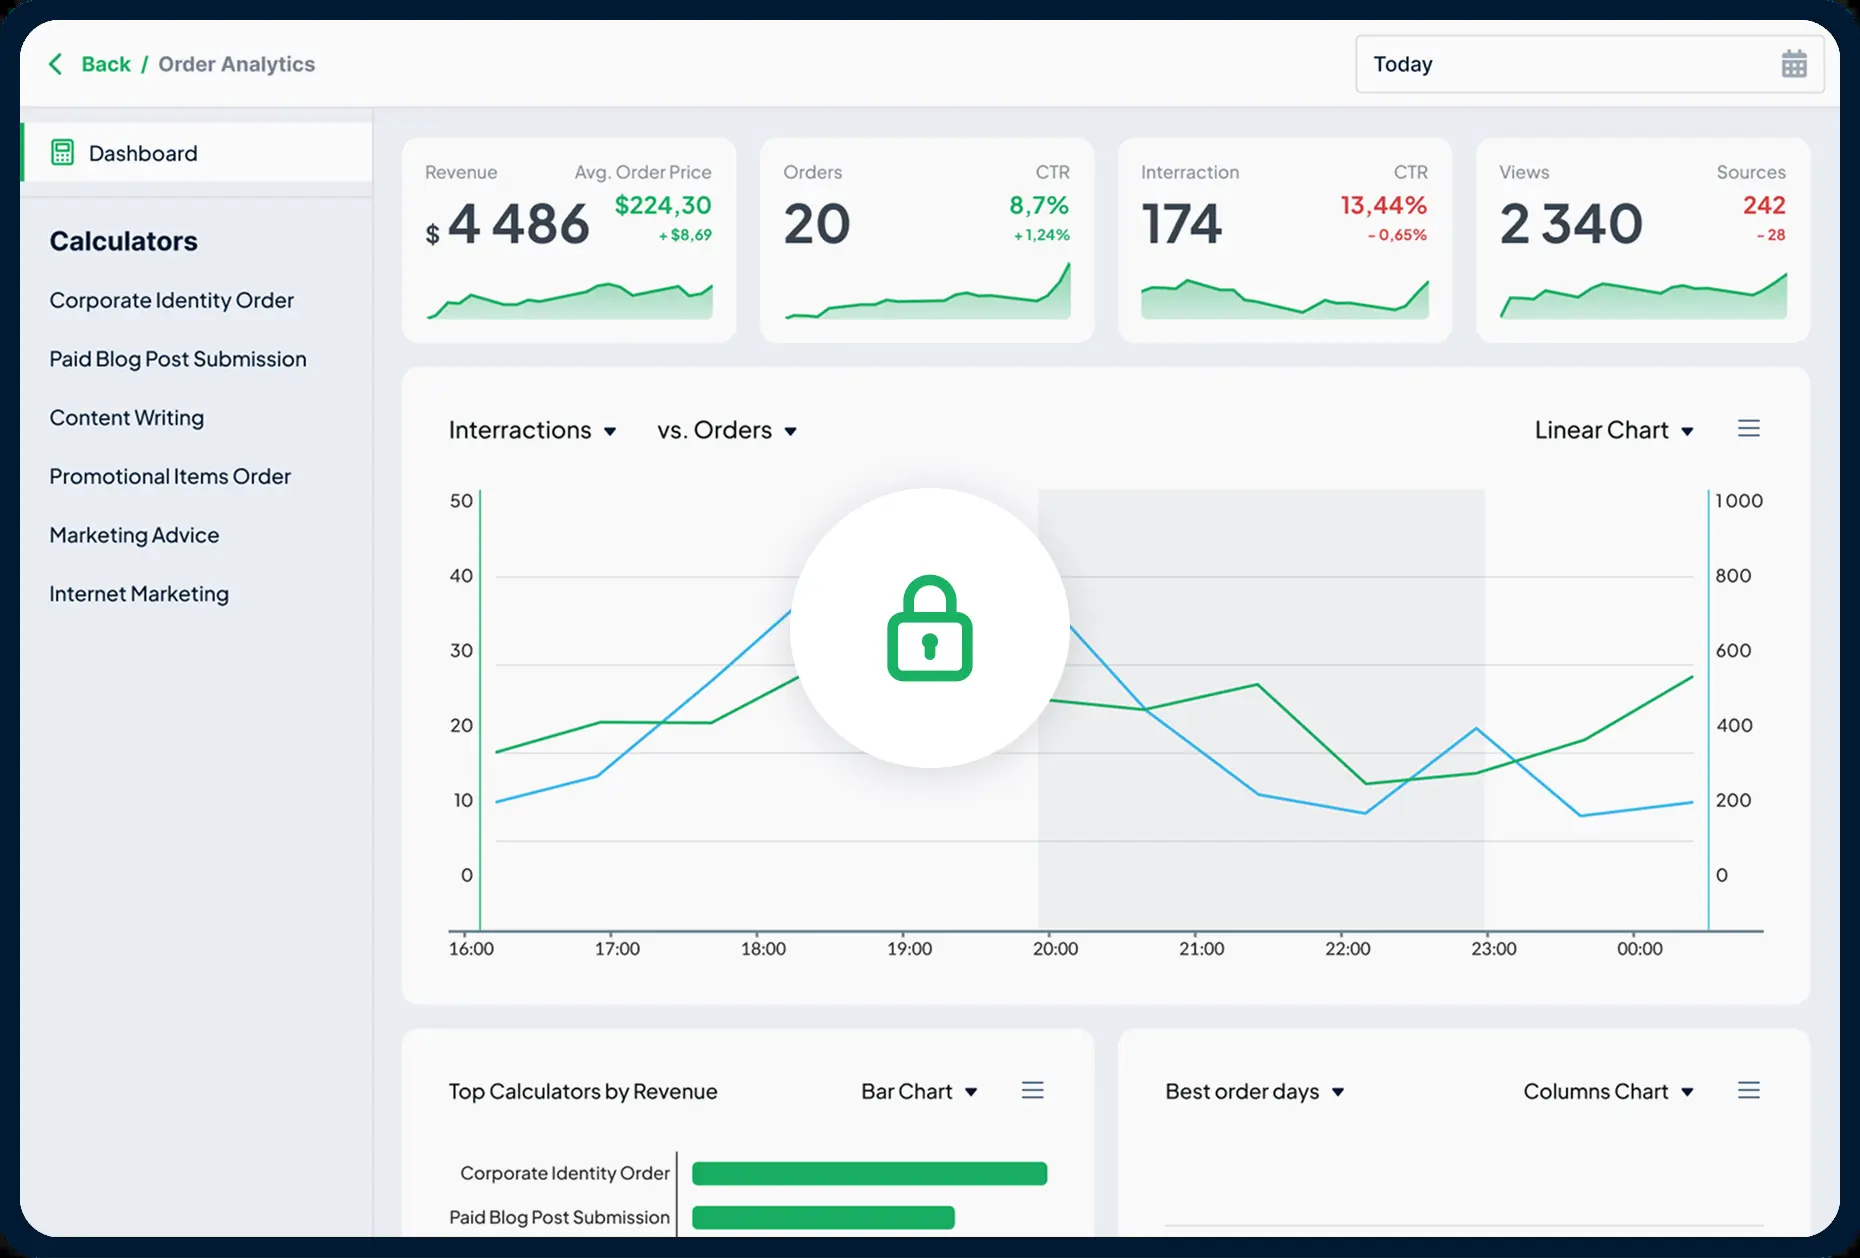 Back / Order Analytics
Today
Dashboard
Calculators
Corporate Identity Order
Paid Blog Post Submission
Content Writing
Promotional Items Order
Marketing Advice
Internet Marketing
Revenue Avg. Order Price
$ 4 486 $224,30
+ $8,69
Orders CTR
20 8,7%
+ 1,24%
Interraction CTR
174 13,44%
- 0,65%
Views Sources
2 340 242
- 28
Interractions vs. Orders Linear Chart
50 1000
40 800
30 600
20 400
10 200
0 0
16:00 17:00 18:00 19:00 20:00 21:00 22:00 23:00 00:00
Top Calculators by Revenue Bar Chart
Corporate Identity Order
Paid Blog Post Submission
Best order days Columns Chart